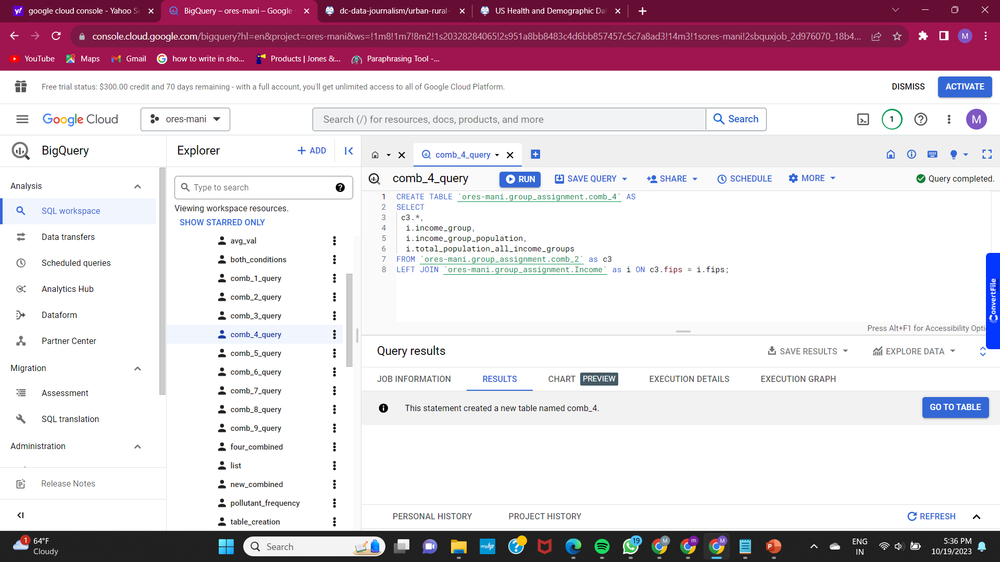 google cloud console - Yahoo Se
BigQuery – ores-mani – Google
dc-data-journalism/urban-rural-
US Health and Demographic Dat
console.cloud.google.com/bigquery?hl=en&project=ores-mani&ws=!1m8!1m7!8m2!1s20328284065!2s951a8bb8483c4d6bb857457c5c7a8ad3!14m3!1sores-mani!2sbquxjob_2d976070_18b4...
M
YouTube
Maps
Gmail
how to write in sho...
Products | Jones &...
Paraphrasing Tool -...
Free trial status: $300.00 credit and 70 days remaining - with a full account, you'll get unlimited access to all of Google Cloud Platform.
DISMISS
ACTIVATE
Google Cloud
ores-mani
Search (/) for resources, docs, products, and more
Search
1
M
BigQuery
Analysis
SQL workspace
Data transfers
Scheduled queries
Analytics Hub
Dataform
Partner Center
Migration
Assessment
SQL translation
Administration
Release Notes
Explorer
+ ADD
Type to search
Viewing workspace resources.
SHOW STARRED ONLY
avg_val
both_conditions
comb_1_query
comb_2_query
comb_3_query
comb_4_query
comb_5_query
comb_6_query
comb_7_query
comb_8_query
comb_9_query
four_combined
list
new_combined
pollutant_frequency
table_creation
comb_4_query
comb_4_query
RUN
SAVE QUERY
SHARE
SCHEDULE
MORE
Query completed.
1 CREATE TABLE `ores-mani.group_assignment.comb_4` AS
2 SELECT
3 c3.*,
4 i.income_group,
5 i.income_group_population,
6 i.total_population_all_income_groups
7 FROM `ores-mani.group_assignment.comb_2` as c3
8 LEFT JOIN `ores-mani.group_assignment.Income` as i ON c3.fips = i.fips;
ConvertFile
Press Alt+F1 for Accessibility Opti
Query results
SAVE RESULTS
EXPLORE DATA
JOB INFORMATION
RESULTS
CHART PREVIEW
EXECUTION DETAILS
EXECUTION GRAPH
This statement created a new table named comb_4.
GO TO TABLE
PERSONAL HISTORY
PROJECT HISTORY
REFRESH
1
64°F
Cloudy
Search
myhp
19
M
m
M
P
ENG
IN
5:36 PM
10/19/2023